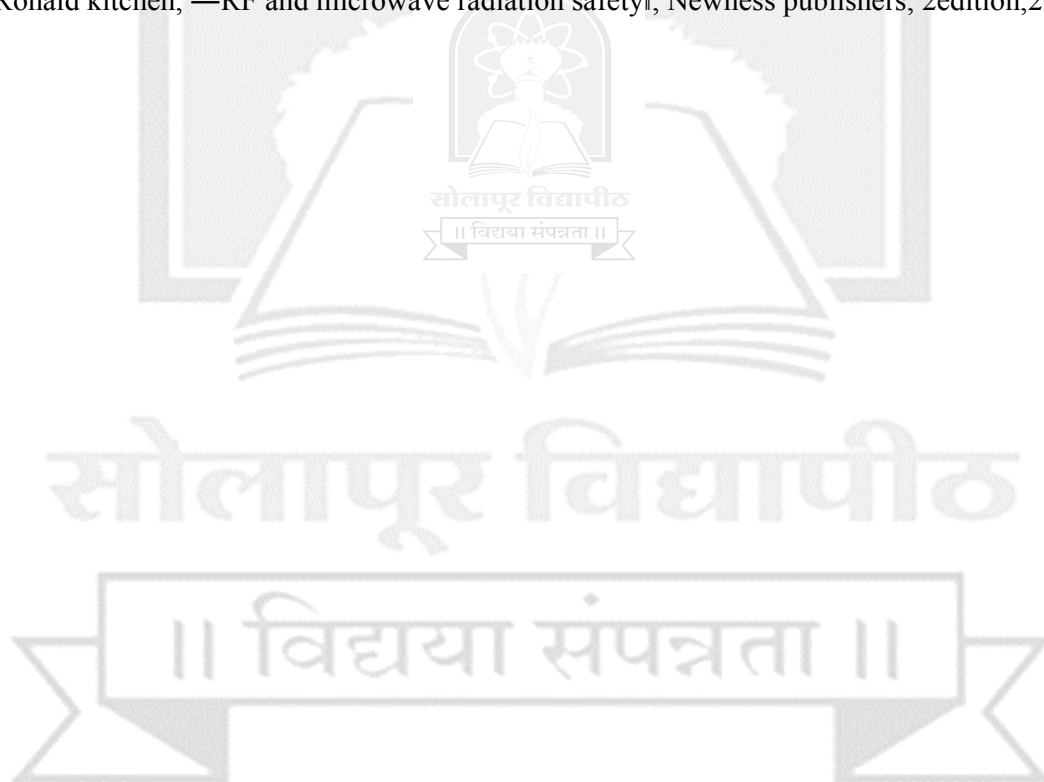 Ronald kitchen, ―RF and microwave radiation safety‖, Newness publishers, 2edition,2
सोलापूर विद्यापीठ
॥ विद्यया संपन्नता ॥
सोलापूर विद्यापीठ
॥ विद्यया संपन्नता ॥